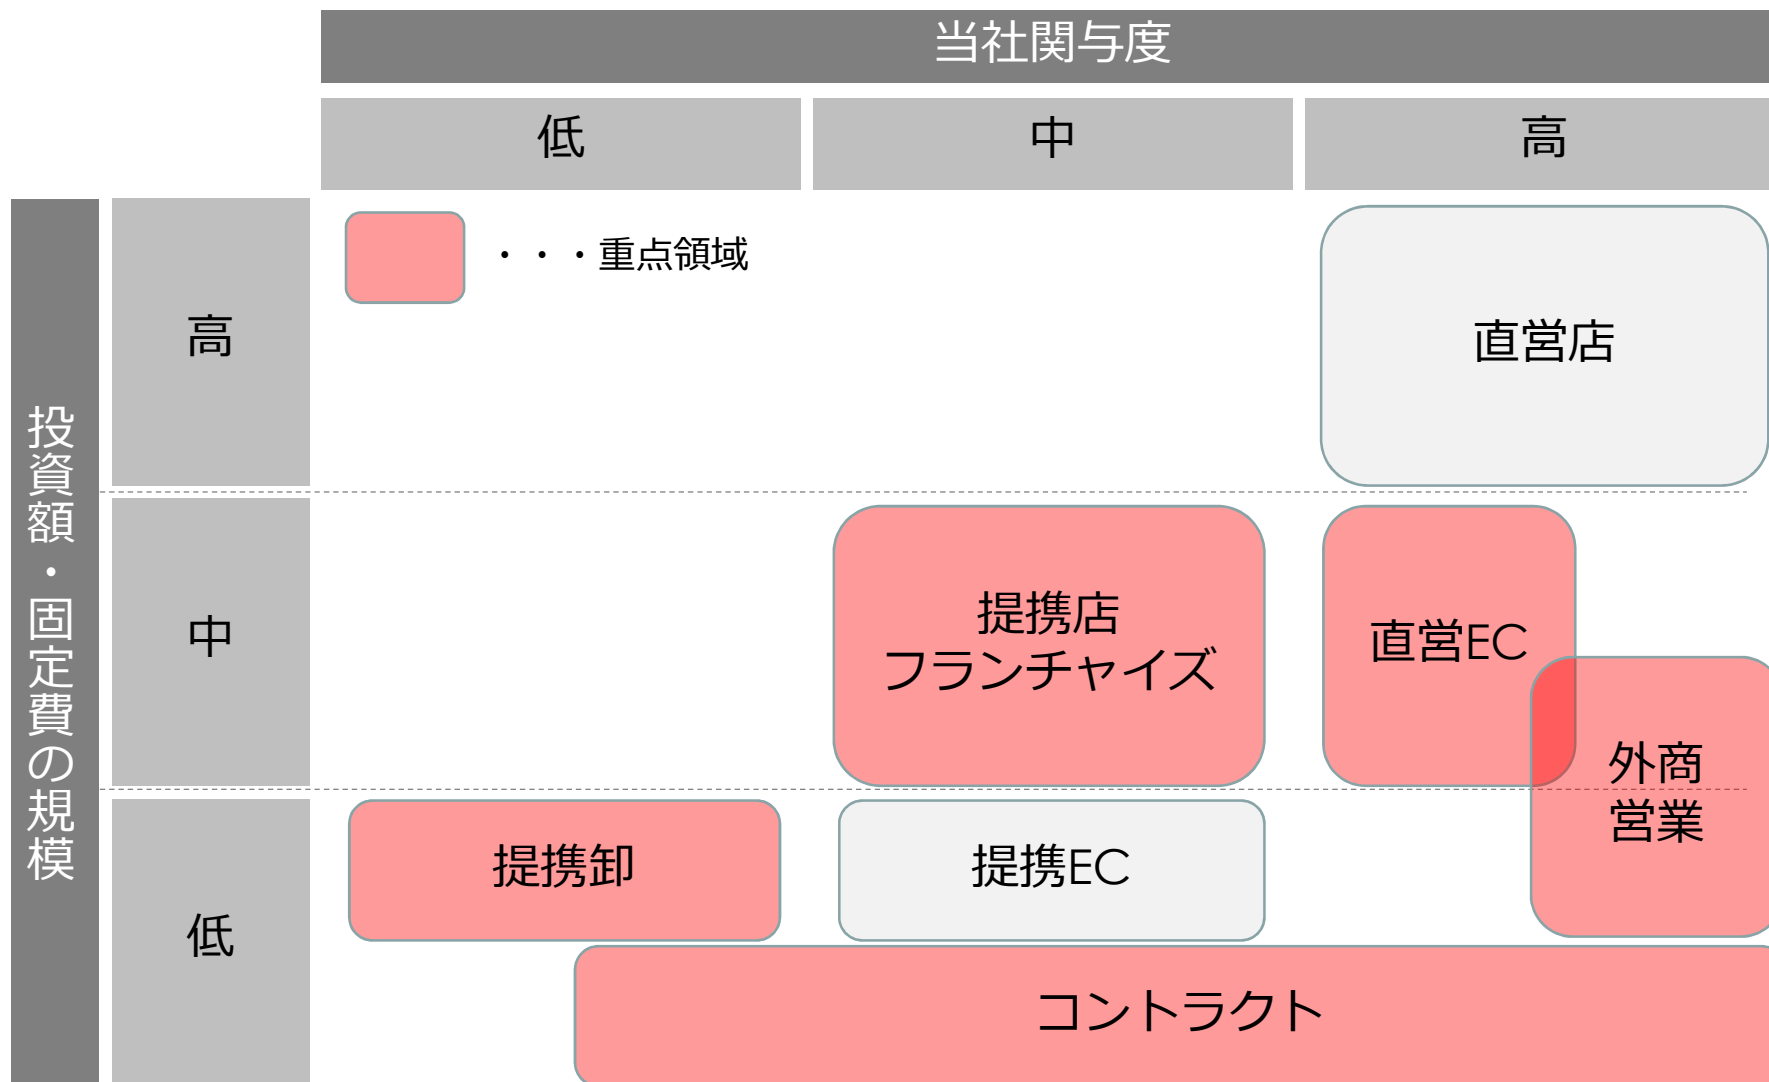 当社関与度
低
中
高
投資額・固定費の規模
高
・・・重点領域
直営店
中
提携店
フランチャイズ
直営EC
外商
営業
低
提携卸
提携EC
コントラクト